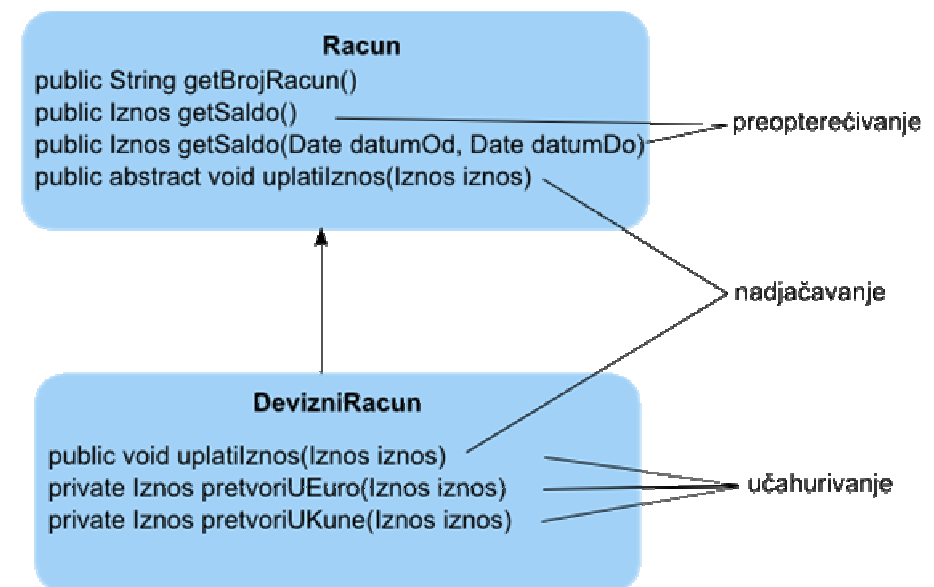 Racun
public String getBrojRacun()
public Iznos getSaldo()
public Iznos getSaldo(Date datumOd, Date datumDo)
public abstract void uplatiIznos(Iznos iznos)
preopterećivanje
nadjačavanje
DevizniRacun
public void uplatiIznos(Iznos iznos)
private Iznos pretvoriUEuro(Iznos iznos)
private Iznos pretvoriUKune(Iznos iznos)
učahurivanje